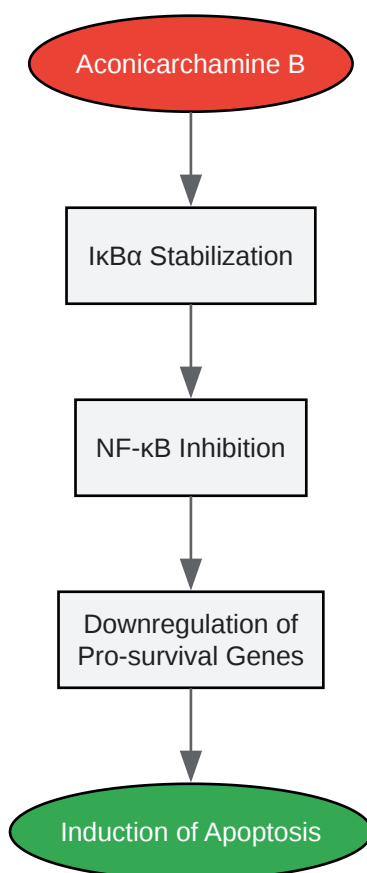 Aconicarchamine B
IκBα Stabilization
NF-κB Inhibition
Downregulation of
Pro-survival Genes
Induction of Apoptosis